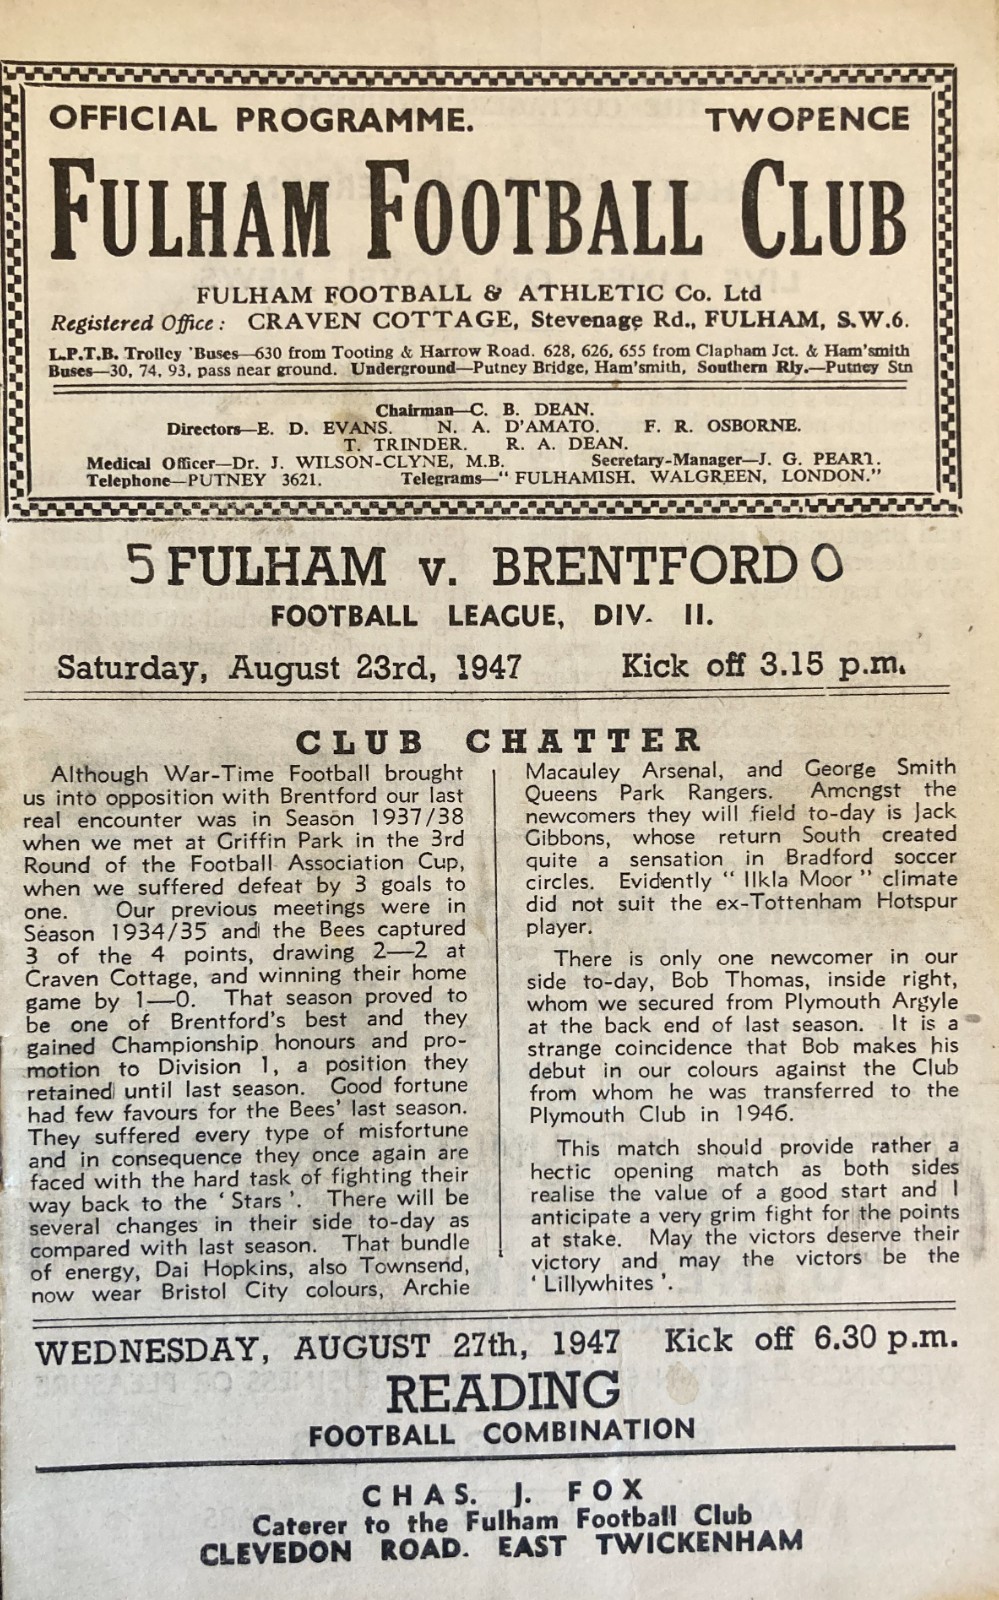 OFFICIAL PROGRAMME. TWOPENCE
FULHAM FOOTBALL CLUB
FULHAM FOOTBALL & ATHLETIC Co. Ltd
Registered Office: CRAVEN COTTAGE, Stevenage Rd., FULHAM, S.W.6.
L.P.T.B. Trolley 'Buses—630 from Tooting & Harrow Road. 628, 626, 655 from Clapham Jct. & Ham'smith
Buses—30, 74, 93, pass near ground. Underground—Putney Bridge, Ham'smith, Southern Rly.—Putney Stn
Chairman—C. B. DEAN.
Directors—E. D. EVANS. N. A. D'AMATO. F. R. OSBORNE.
T. TRINDER. R. A. DEAN.
Medical Officer—Dr. J. WILSON-CLYNE, M.B. Secretary-Manager—J. G. PEART.
Telephone—PUTNEY 3621. Telegrams—"FULHAMISH. WALGREEN, LONDON."
5 FULHAM v. BRENTFORD 0
FOOTBALL LEAGUE, DIV. II.
Saturday, August 23rd, 1947 Kick off 3.15 p.m.
CLUB CHATTER
Although War-Time Football brought
us into opposition with Brentford our last
real encounter was in Season 1937/38
when we met at Griffin Park in the 3rd
Round of the Football Association Cup,
when we suffered defeat by 3 goals to
one. Our previous meetings were in
Season 1934/35 and the Bees captured
3 of the 4 points, drawing 2—2 at
Craven Cottage, and winning their home
game by 1—0. That season proved to
be one of Brentford's best and they
gained Championship honours and pro-
motion to Division 1, a position they
retained until last season. Good fortune
had few favours for the Bees' last season.
They suffered every type of misfortune
and in consequence they once again are
faced with the hard task of fighting their
way back to the 'Stars'. There will be
several changes in their side to-day as
compared with last season. That bundle
of energy, Dai Hopkins, also Townsend,
now wear Bristol City colours, Archie
Macauley Arsenal, and George Smith
Queens Park Rangers. Amongst the
newcomers they will field to-day is Jack
Gibbons, whose return South created
quite a sensation in Bradford soccer
circles. Evidently "Ilkla Moor" climate
did not suit the ex-Tottenham Hotspur
player.
There is only one newcomer in our
side to-day, Bob Thomas, inside right,
whom we secured from Plymouth Argyle
at the back end of last season. It is a
strange coincidence that Bob makes his
debut in our colours against the Club
from whom he was transferred to the
Plymouth Club in 1946.
This match should provide rather a
hectic opening match as both sides
realise the value of a good start and I
anticipate a very grim fight for the points
at stake. May the victors deserve their
victory and may the victors be the
'Lillywhites'.
WEDNESDAY, AUGUST 27th, 1947 Kick off 6.30 p.m.
READING
FOOTBALL COMBINATION
CHAS. J. FOX
Caterer to the Fulham Football Club
CLEVEDON ROAD. EAST TWICKENHAM